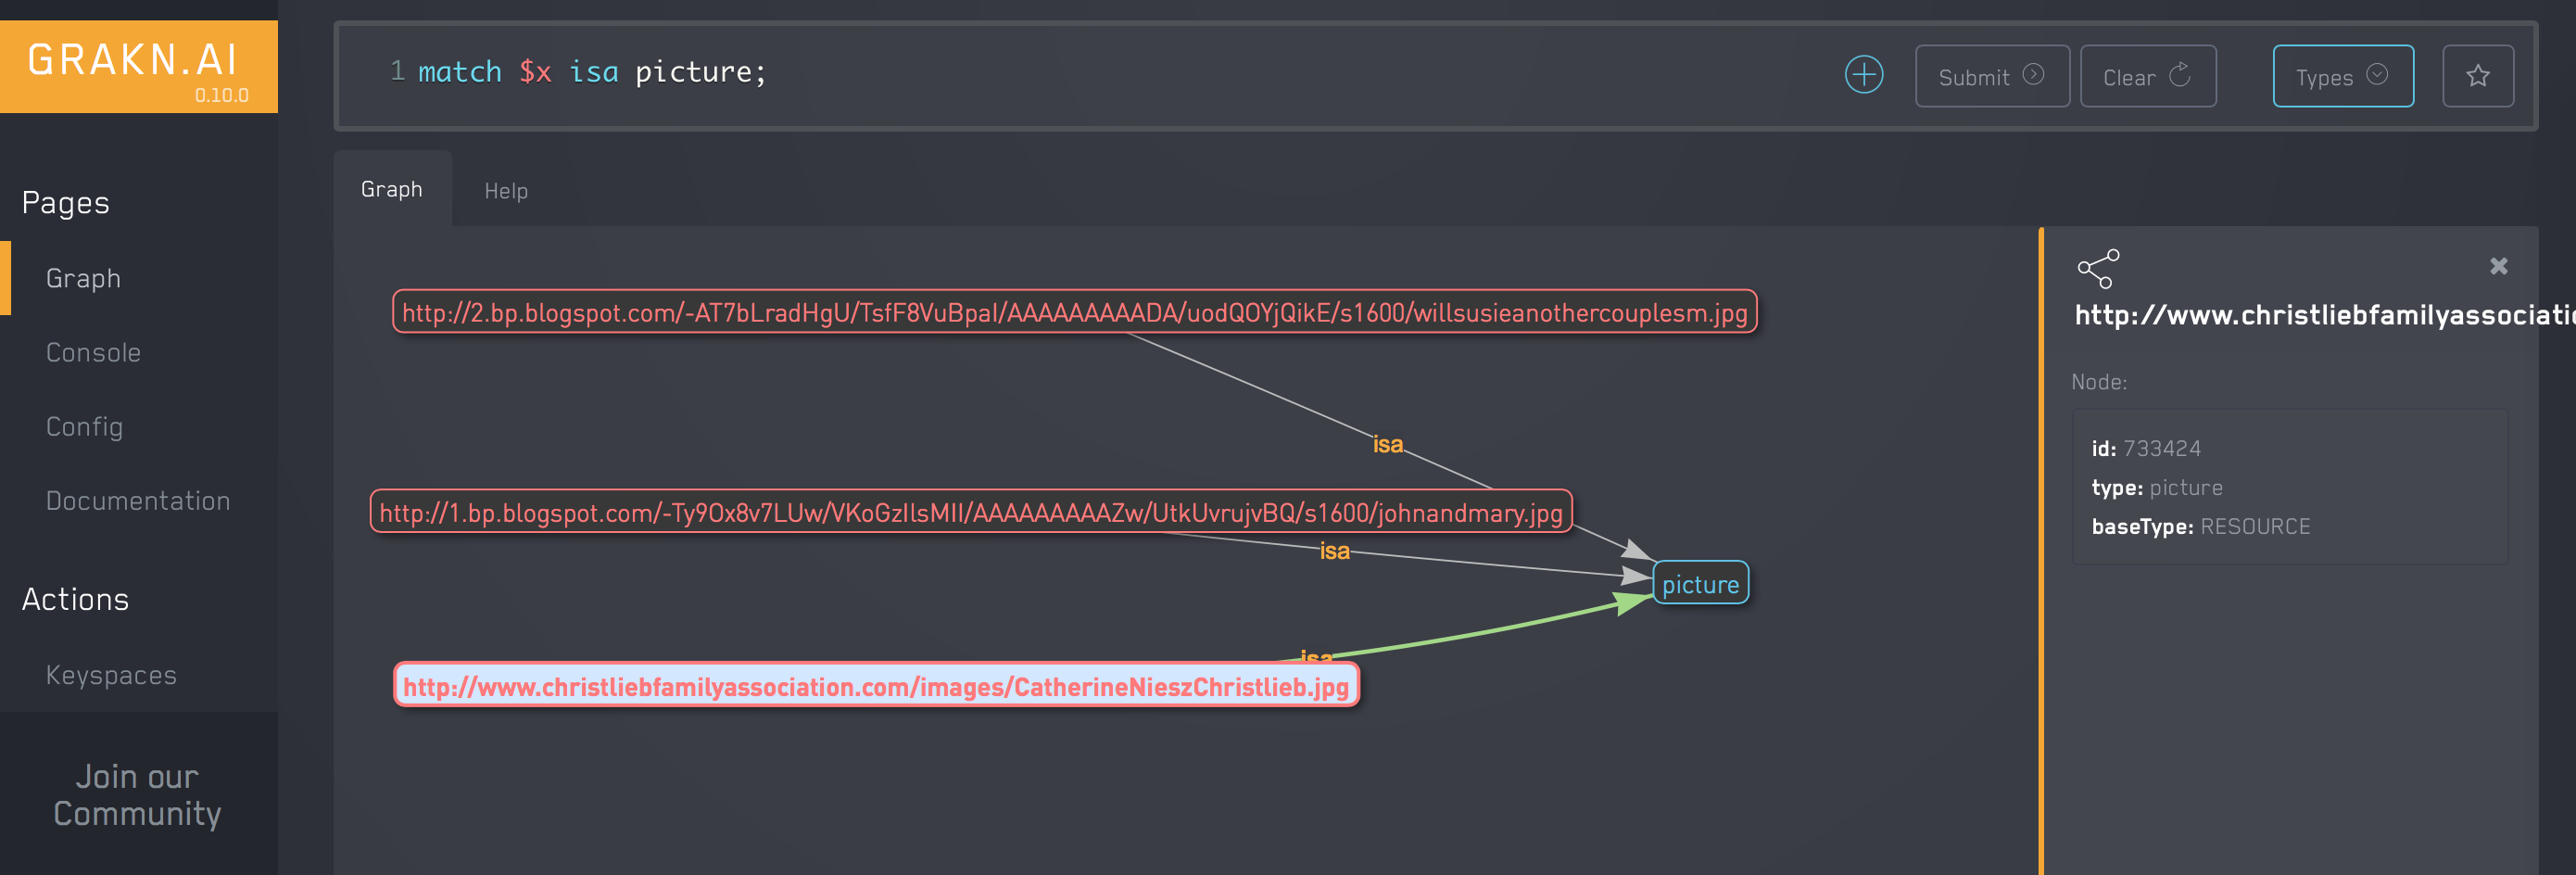 GRAKN.AI
0.10.0
Pages
Graph
Console
Config
Documentation
Actions
Keyspaces
Join our
Community
1 match $x isa picture;
Submit
Clear
Types
Graph
Help
http://2.bp.blogspot.com/-AT7bLradHgU/TsfF8VuBpaI/AAAAAAAAADA/uodQOYjQikE/s1600/willsusieanothercouplesm.jpg
isa
http://1.bp.blogspot.com/-Ty9Ox8v7LUw/VKoGzIlsMII/AAAAAAAAAZw/UtkUvrujvBQ/s1600/johnandmary.jpg
isa
picture
isa
http://www.christliebfamilyassociation.com/images/CatherineNieszChristlieb.jpg
http://www.christliebfamilyassociatio
Node:
id: 733424
type: picture
baseType: RESOURCE